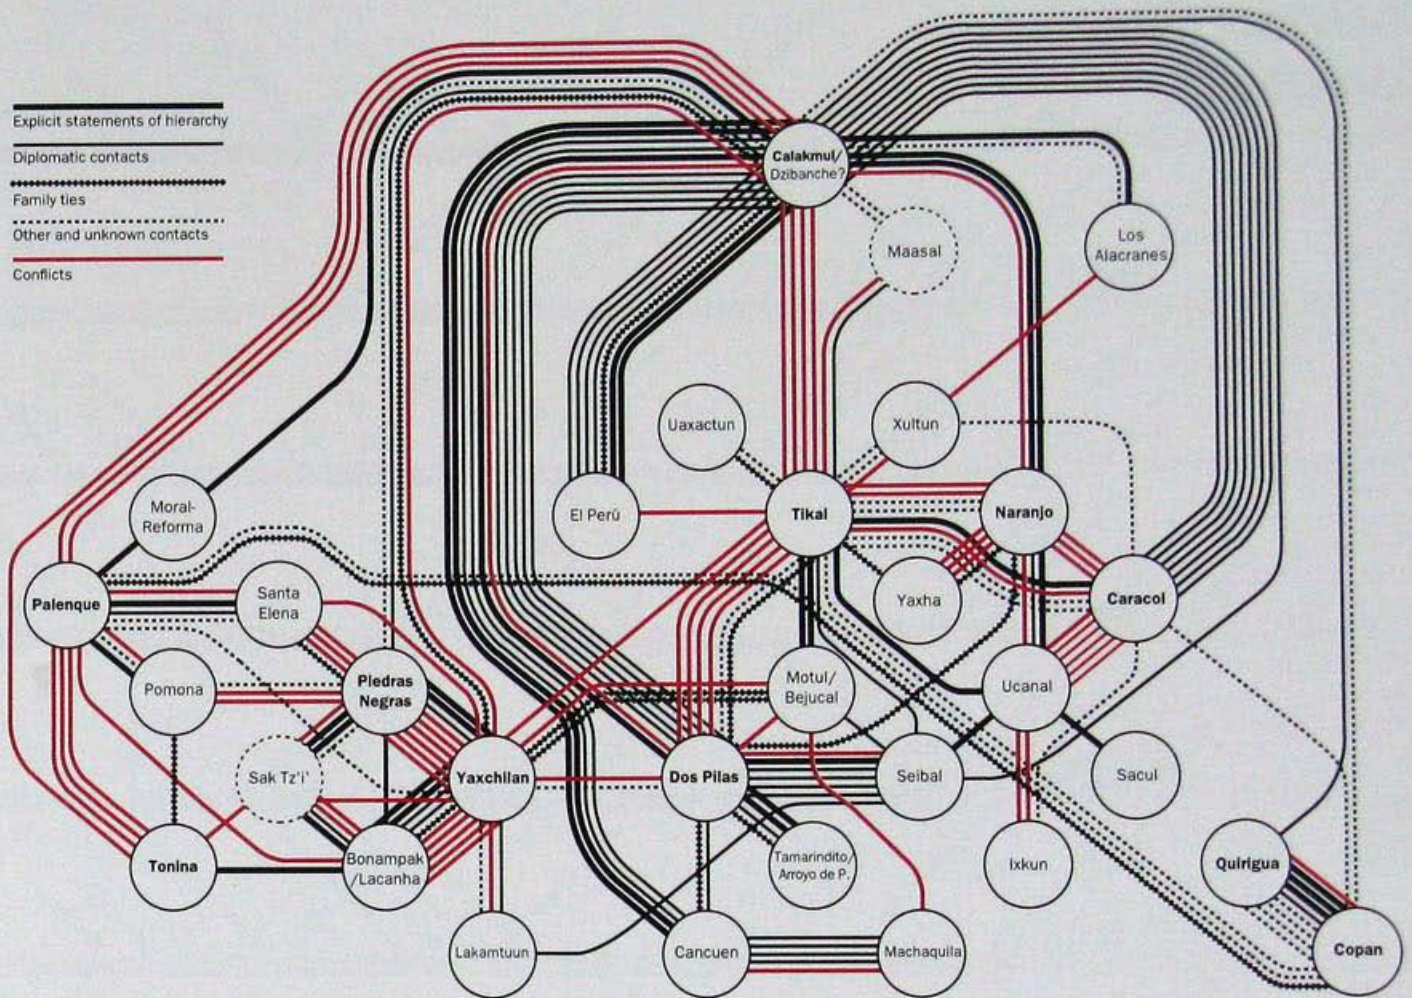 Explicit statements of hierarchy
Diplomatic contacts
Family ties
Other and unknown contacts
Conflicts
Calakmul/
Dzibanche?
Maasal
Los
Alacranes
Uaxactun
Xultun
Moral-
Reforma
El Perú
Tikal
Naranjo
Palenque
Santa
Elena
Yaxha
Caracol
Pomona
Piedras
Negras
Motul/
Bejucal
Ucanal
Sak Tz'i'
Yaxchilan
Dos Pilas
Seibal
Sacul
Tonina
Bonampak
/Lacanha
Tamarindito/
Arroyo de P.
Ixkun
Quirigua
Lakamtuun
Cancuen
Machaquila
Copan